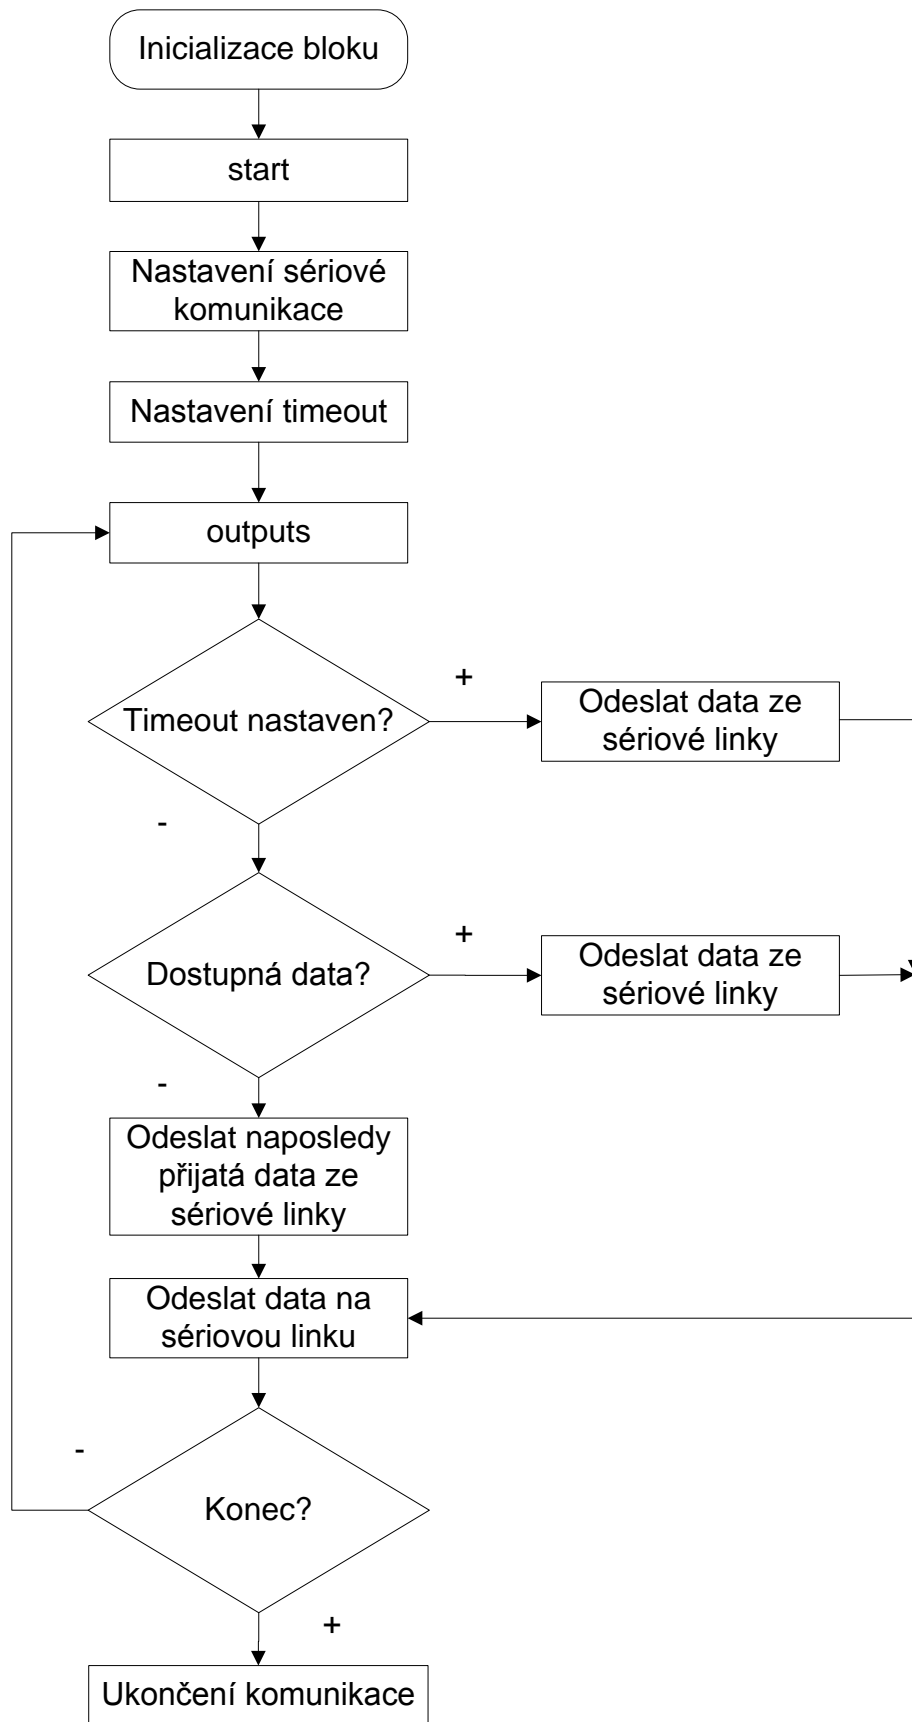 Inicializace bloku
start
Nastavení sériové
komunikace
Nastavení timeout
outputs
+
Timeout nastaven?
Odeslat data ze
sériové linky
-
+
Dostupná data?
Odeslat data ze
sériové linky
-
Odeslat naposledy
přijatá data ze
sériové linky
Odeslat data na
sériovou linku
-
Konec?
+
Ukončení komunikace